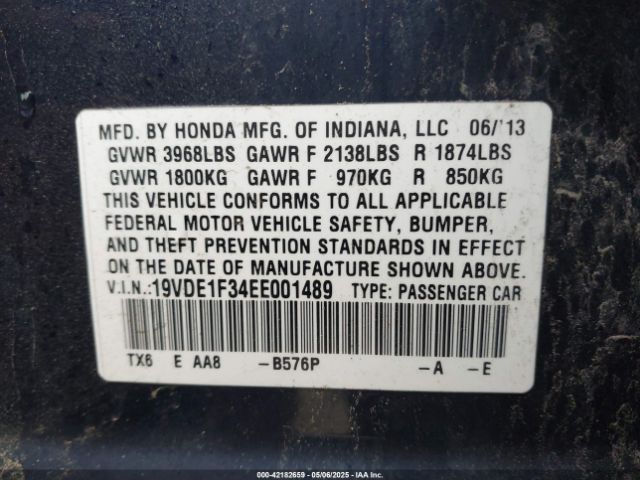 MFD. BY HONDA MFG. OF INDIANA, LLC 06/'13
GVWR 3968LBS GAWR F 2138LBS R 1874LBS
GVWR 1800KG GAWR F 970KG R 850KG
THIS VEHICLE CONFORMS TO ALL APPLICABLE
FEDERAL MOTOR VEHICLE SAFETY, BUMPER,
AND THEFT PREVENTION STANDARDS IN EFFECT
ON THE DATE OF MANUFACTURE SHOWN ABOVE.
V.I.N.:19VDE1F34EE001489 TYPE: PASSENGER CAR
TX6 E AA8 –B576P –A –E
000-42182659 | 05/06/2025 | IAA Inc.